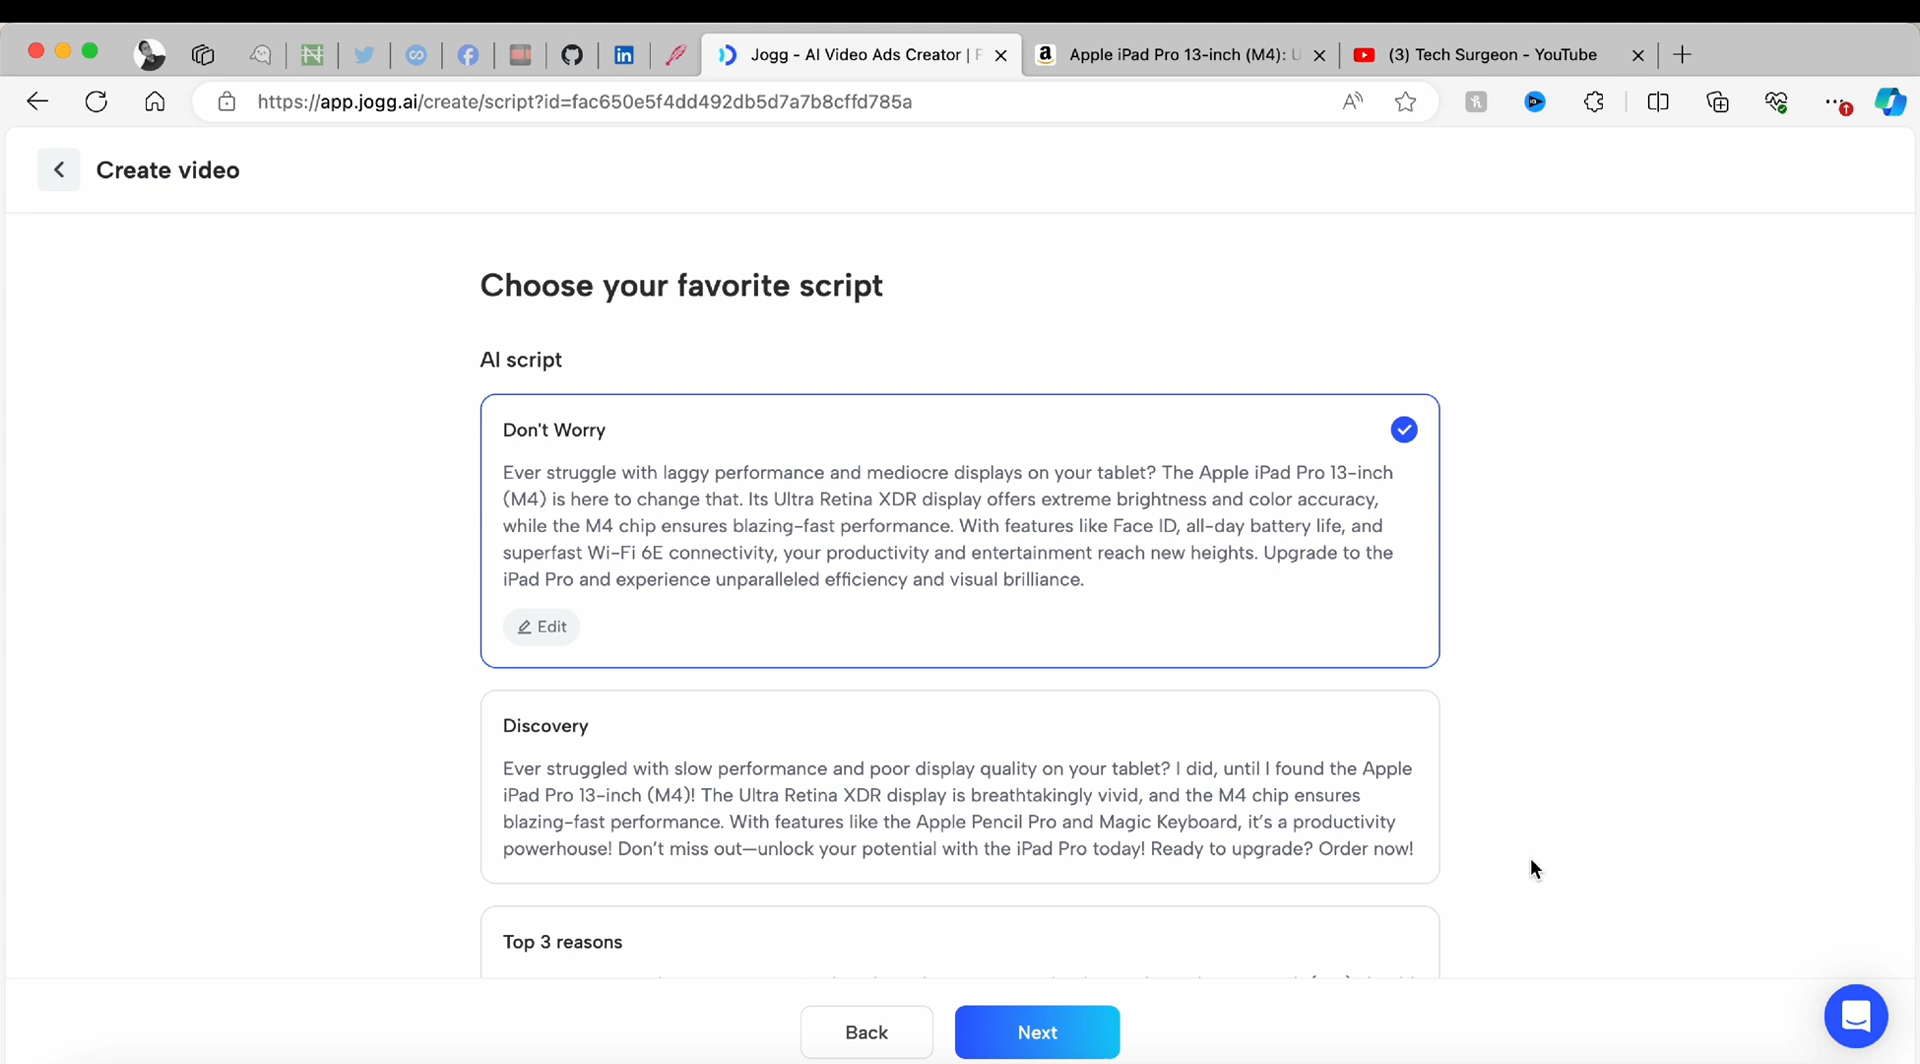 Jogg - AI Video Ads Creator |
Apple iPad Pro 13-inch (M4):
(3) Tech Surgeon - YouTube
https://app.jogg.ai/create/script?id=fac650e5f4dd492db5d7a7b8cffd785a
Create video
Choose your favorite script
AI script
Don't Worry
Ever struggle with laggy performance and mediocre displays on your tablet? The Apple iPad Pro 13-inch
(M4) is here to change that. Its Ultra Retina XDR display offers extreme brightness and color accuracy,
while the M4 chip ensures blazing-fast performance. With features like Face ID, all-day battery life, and
superfast Wi-Fi 6E connectivity, your productivity and entertainment reach new heights. Upgrade to the
iPad Pro and experience unparalleled efficiency and visual brilliance.
Edit
Discovery
Ever struggled with slow performance and poor display quality on your tablet? I did, until I found the Apple
iPad Pro 13-inch (M4)! The Ultra Retina XDR display is breathtakingly vivid, and the M4 chip ensures
blazing-fast performance. With features like the Apple Pencil Pro and Magic Keyboard, it's a productivity
powerhouse! Don't miss out—unlock your potential with the iPad Pro today! Ready to upgrade? Order now!
Top 3 reasons
Back
Next